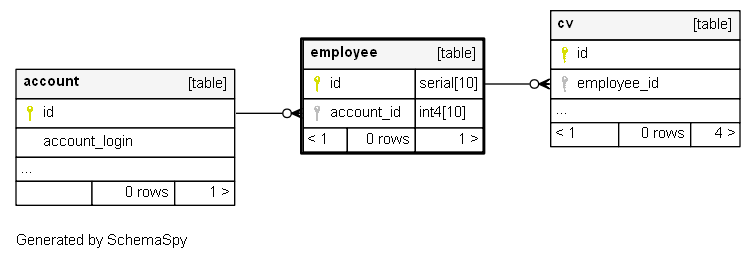 account [table]
id
account_login
...
0 rows 1 >
employee [table]
id serial[10]
account_id int4[10]
< 1 0 rows 1 >
cv [table]
id
employee_id
...
< 1 0 rows 4 >
Generated by SchemaSpy